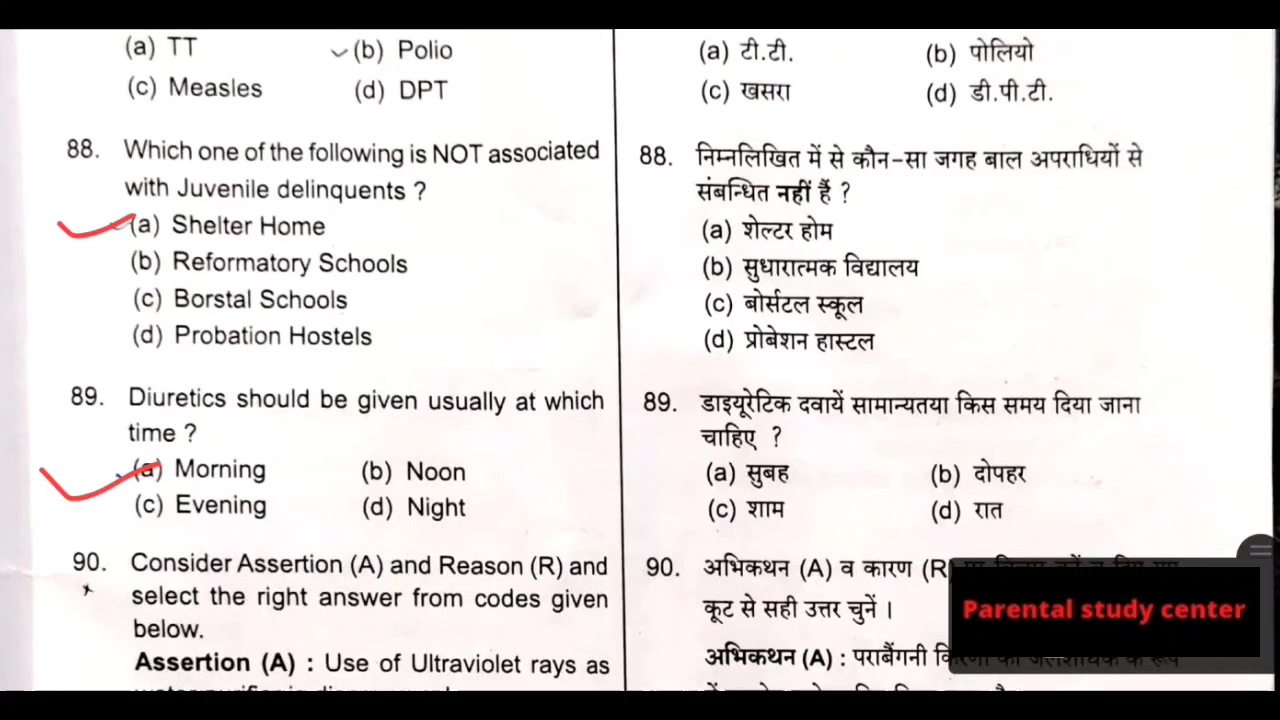 (a) TT (b) Polio
(c) Measles (d) DPT
88. Which one of the following is NOT associated
with Juvenile delinquents ?
(a) Shelter Home
(b) Reformatory Schools
(c) Borstal Schools
(d) Probation Hostels
89. Diuretics should be given usually at which
time ?
(a) Morning (b) Noon
(c) Evening (d) Night
90. Consider Assertion (A) and Reason (R) and
select the right answer from codes given
below.
Assertion (A) : Use of Ultraviolet rays as
(a) टी.टी. (b) पोलियो
(c) खसरा (d) डी.पी.टी.
88. निम्नलिखित में से कौन-सा जगह बाल अपराधियों से
संबन्धित नहीं हैं ?
(a) शेल्टर होम
(b) सुधारात्मक विद्यालय
(c) बोर्सटल स्कूल
(d) प्रोबेशन हास्टल
89. डाइयूरेटिक दवायें सामान्यतया किस समय दिया जाना
चाहिए ?
(a) सुबह (b) दोपहर
(c) शाम (d) रात
90. अभिकथन (A) व कारण (R)
कूट से सही उत्तर चुनें ।
अभिकथन (A) : पराबैंगनी
Parental study center